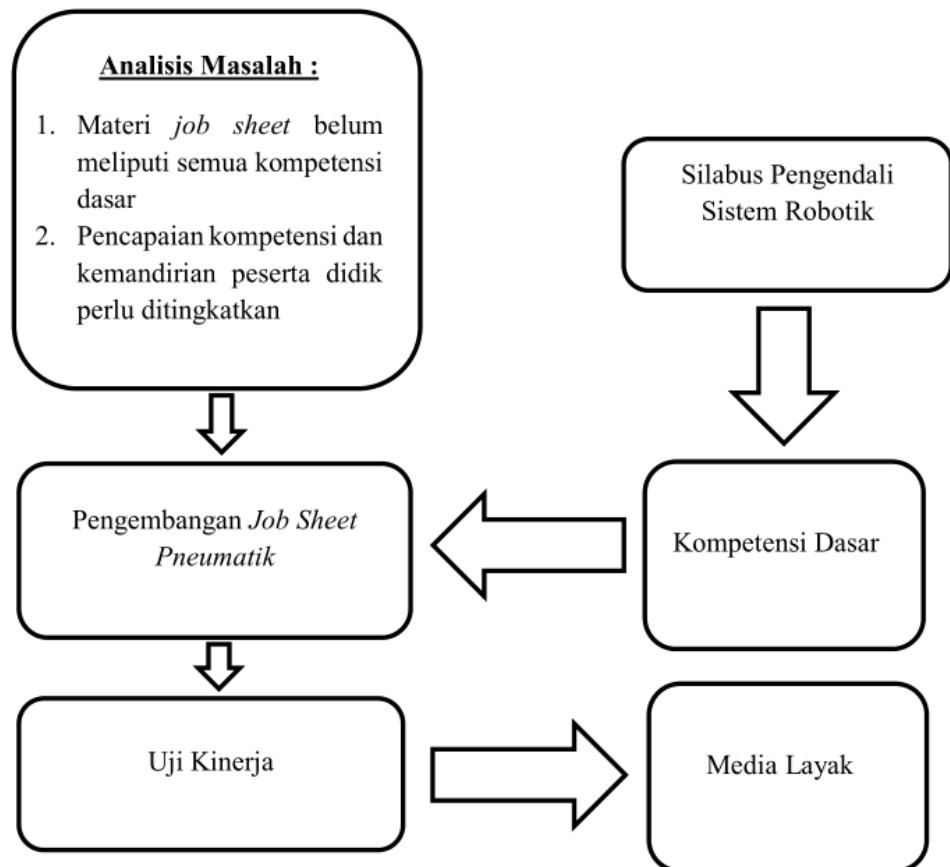 Analisis Masalah :
1. Materi job sheet belum
meliputi semua kompetensi
dasar
2. Pencapaian kompetensi dan
kemandirian peserta didik
perlu ditingkatkan
Silabus Pengendali
Sistem Robotik
Pengembangan Job Sheet
Pneumatik
Kompetensi Dasar
Uji Kinerja
Media Layak